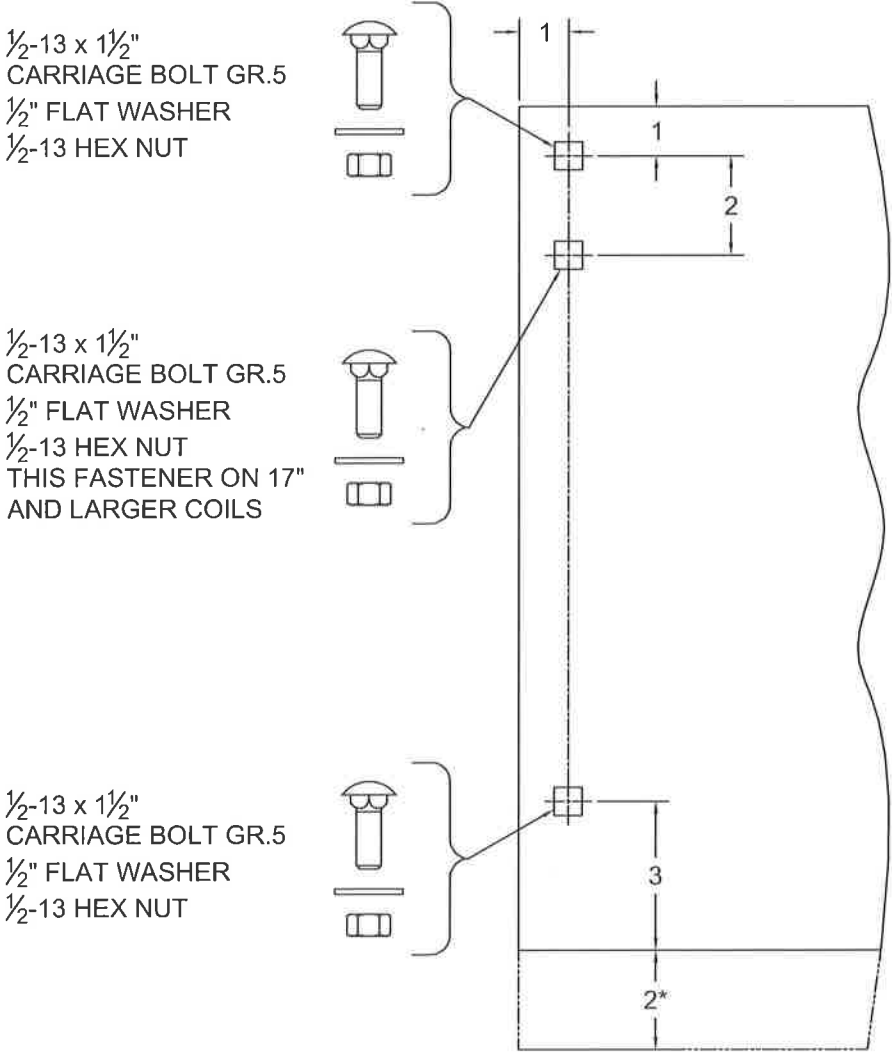 ½-13 x 1½"
CARRIAGE BOLT GR.5
½" FLAT WASHER
½-13 HEX NUT
1
1
2
½-13 x 1½"
CARRIAGE BOLT GR.5
½" FLAT WASHER
½-13 HEX NUT
THIS FASTENER ON 17"
AND LARGER COILS
½-13 x 1½"
CARRIAGE BOLT GR.5
½" FLAT WASHER
½-13 HEX NUT
3
2*